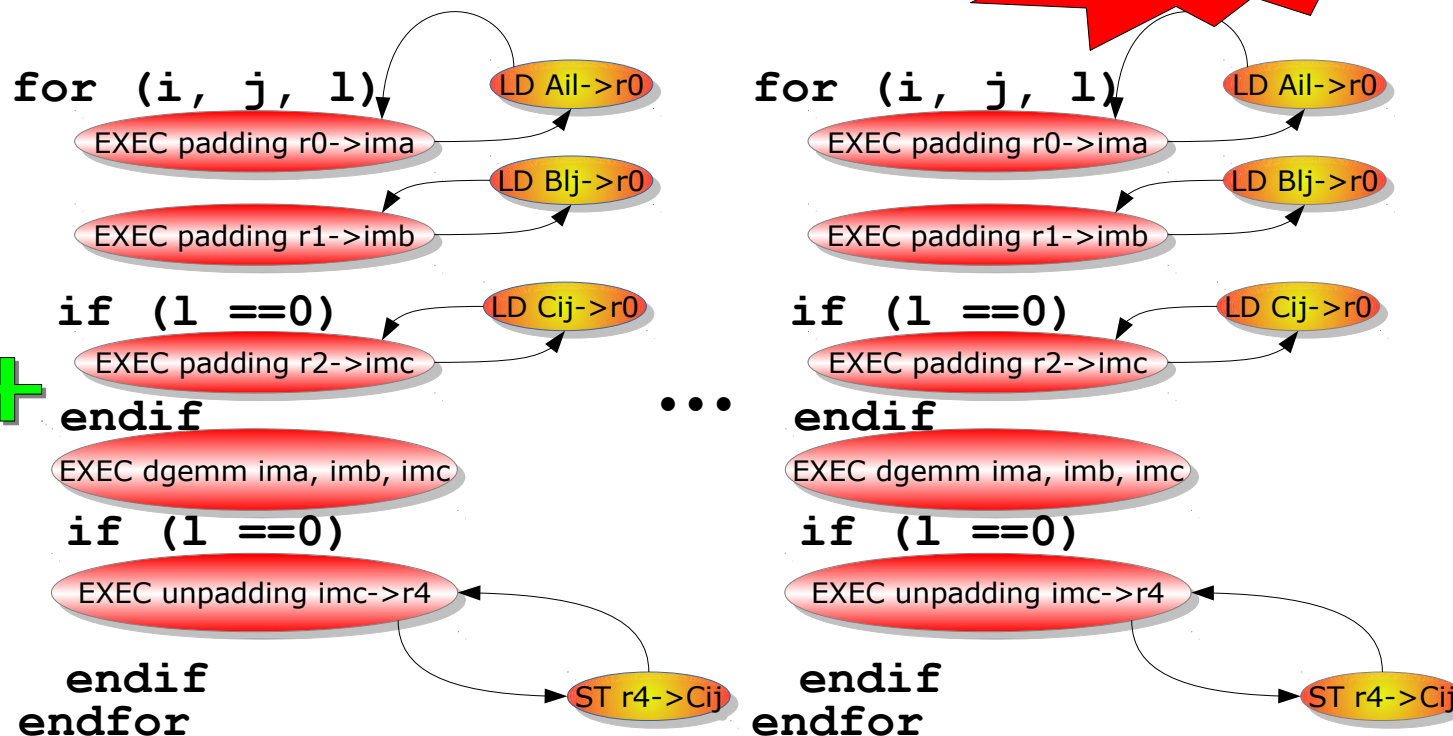 for (i, j, l)
LD Ail->r0
EXEC padding r0->ima
LD Blj->r0
EXEC padding r1->imb
if (l ==0)
LD Cij->r0
EXEC padding r2->imc
endif
EXEC dgemm ima, imb, imc
if (l ==0)
EXEC unpadding imc->r4
endif
ST r4->Cij
endfor
...
for (i, j, l)
LD Ail->r0
EXEC padding r0->ima
LD Blj->r0
EXEC padding r1->imb
if (l ==0)
LD Cij->r0
EXEC padding r2->imc
endif
EXEC dgemm ima, imb, imc
if (l ==0)
EXEC unpadding imc->r4
endif
ST r4->Cij
endfor